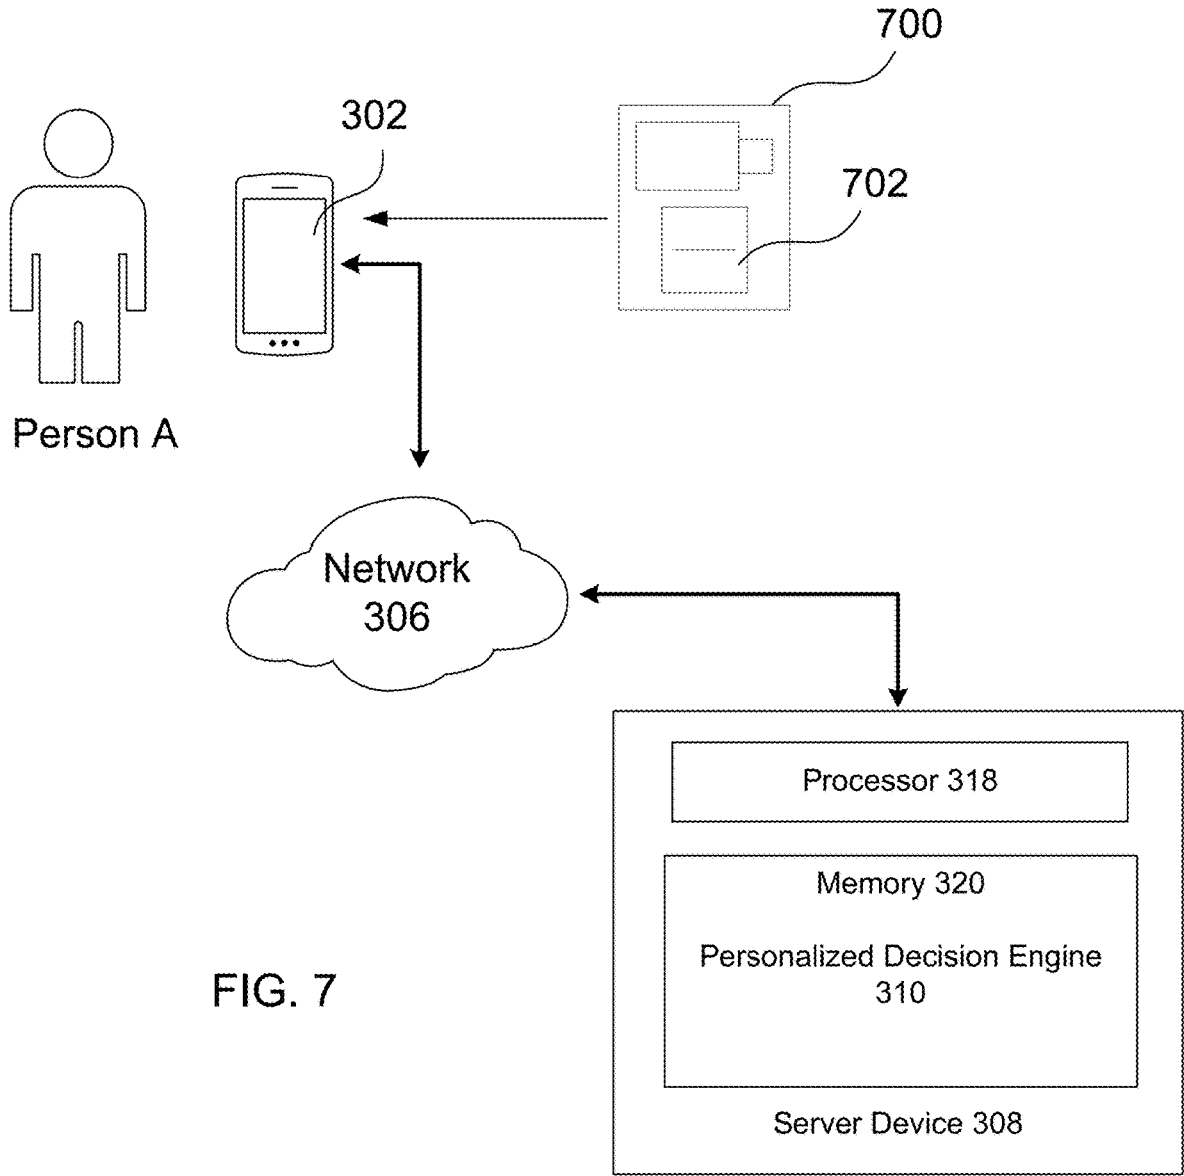 700
302
702
Person A
Network
306
Processor 318
Memory 320
Personalized Decision Engine
310
FIG. 7
Server Device 308